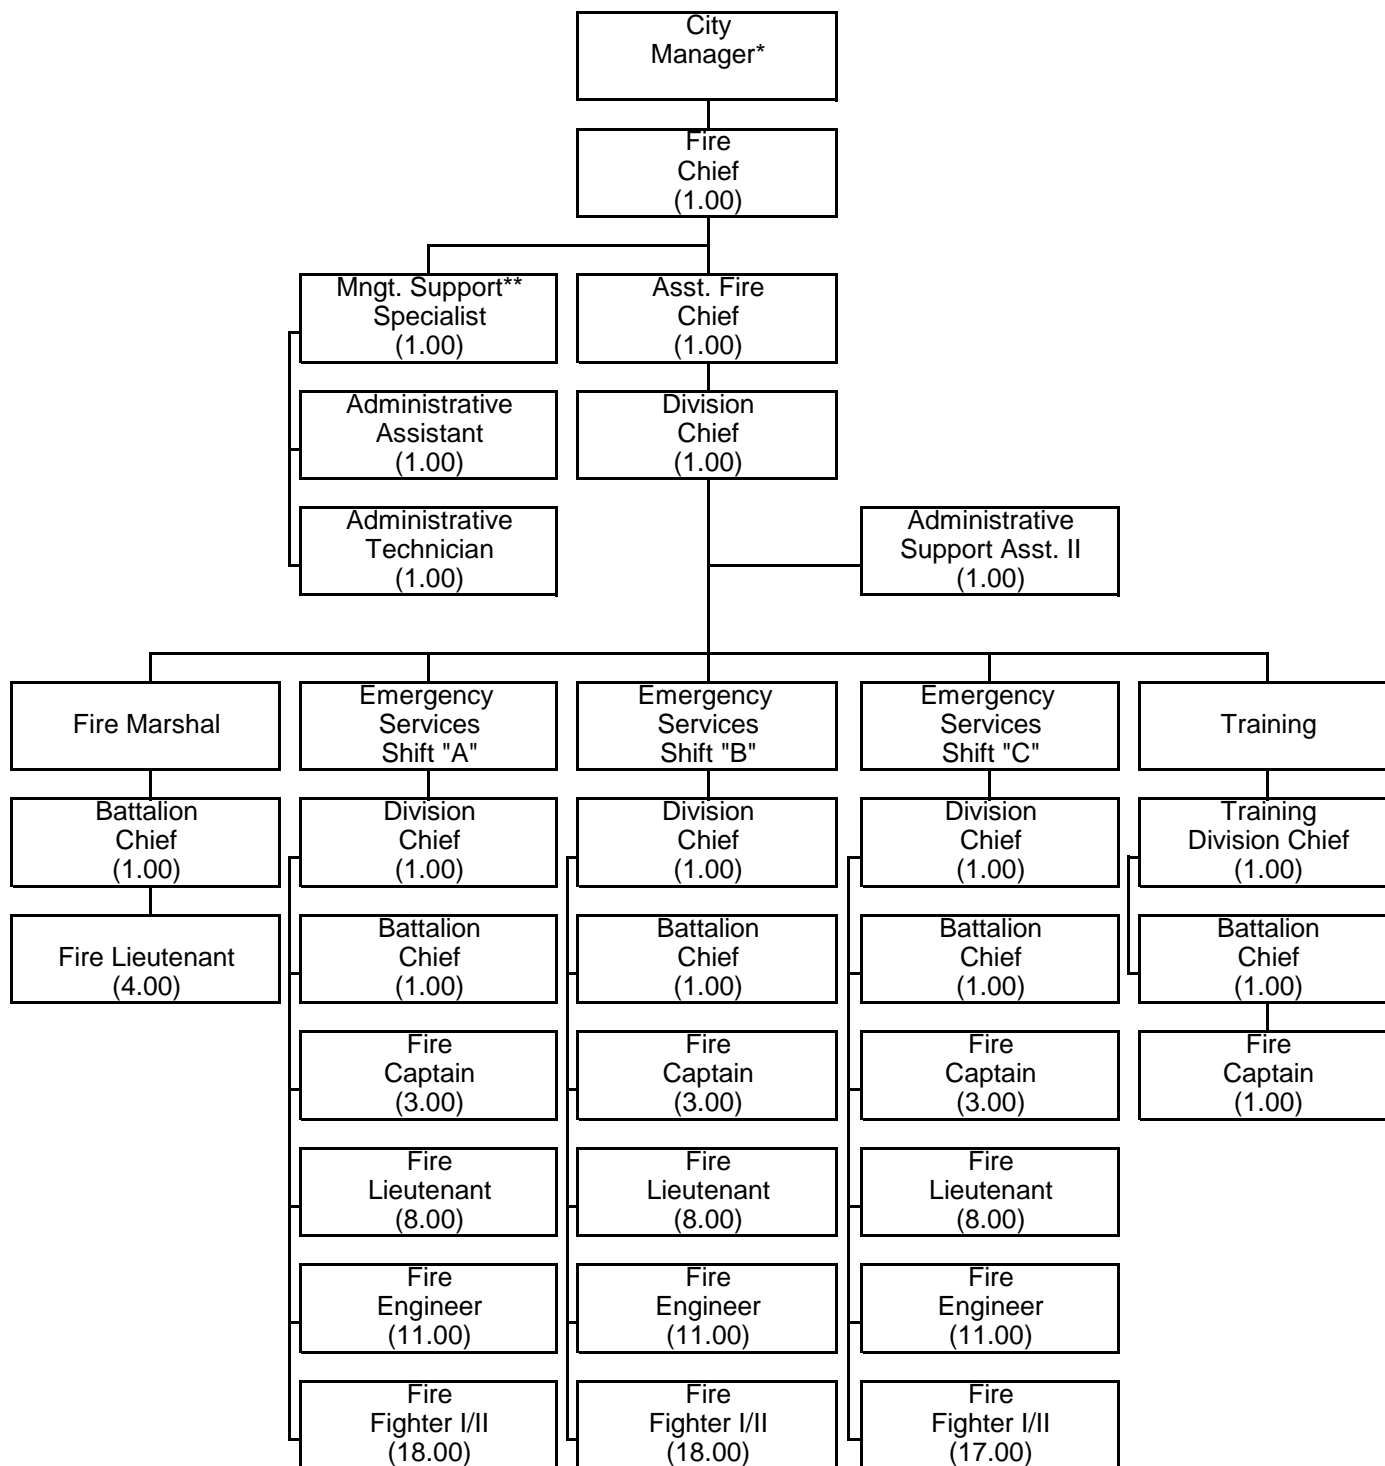 City
Manager*
Fire
Chief
(1.00)
Mngt. Support**
Specialist
(1.00)
Asst. Fire
Chief
(1.00)
Administrative
Assistant
(1.00)
Division
Chief
(1.00)
Administrative
Technician
(1.00)
Administrative
Support Asst. II
(1.00)
Fire Marshal
Emergency
Services
Shift "A"
Emergency
Services
Shift "B"
Emergency
Services
Shift "C"
Training
Battalion
Chief
(1.00)
Division
Chief
(1.00)
Division
Chief
(1.00)
Division
Chief
(1.00)
Training
Division Chief
(1.00)
Fire Lieutenant
(4.00)
Battalion
Chief
(1.00)
Battalion
Chief
(1.00)
Battalion
Chief
(1.00)
Battalion
Chief
(1.00)
Fire
Captain
(3.00)
Fire
Captain
(3.00)
Fire
Captain
(3.00)
Fire
Captain
(1.00)
Fire
Lieutenant
(8.00)
Fire
Lieutenant
(8.00)
Fire
Lieutenant
(8.00)
Fire
Engineer
(11.00)
Fire
Engineer
(11.00)
Fire
Engineer
(11.00)
Fire
Fighter I/II
(18.00)
Fire
Fighter I/II
(18.00)
Fire
Fighter I/II
(17.00)